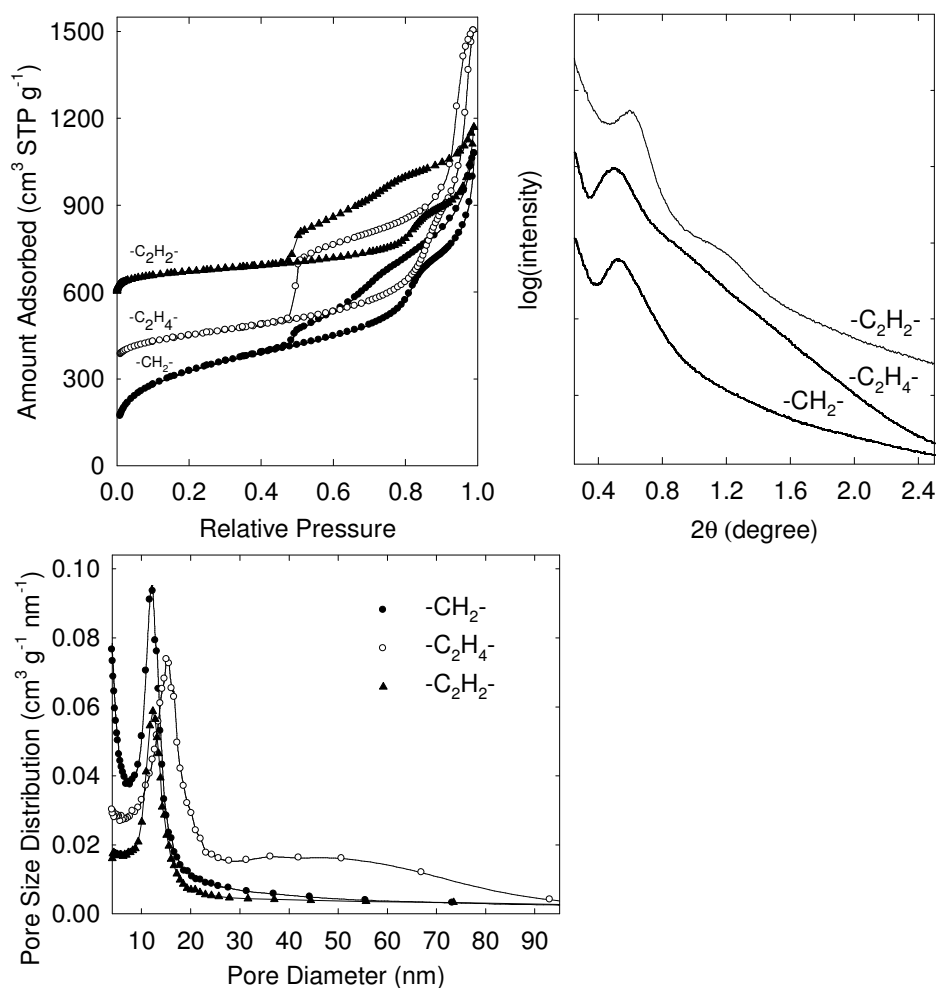 1500
1200
900
600
300
0
Amount Adsorbed (cm³ STP g⁻¹)
-C₂H₂-
-C₂H₄-
-CH₂-
0.0 0.2 0.4 0.6 0.8 1.0
Relative Pressure
log(intensity)
-C₂H₂-
-C₂H₄-
-CH₂-
0.4 0.8 1.2 1.6 2.0 2.4
2θ (degree)
0.10
0.08
0.06
0.04
0.02
0.00
Pore Size Distribution (cm³ g⁻¹ nm⁻¹)
-CH₂-
-C₂H₄-
-C₂H₂-
10 20 30 40 50 60 70 80 90
Pore Diameter (nm)